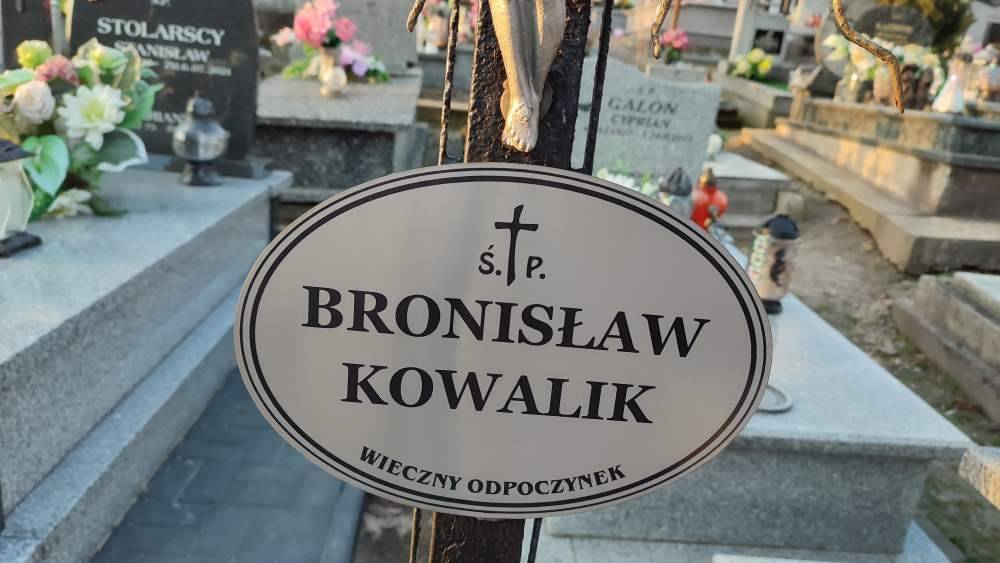 STOLARSCY
STANISŁAW
GALON
CYPRIAN
Ś. P.
BRONISŁAW
KOWALIK
WIECZNY ODPOCZYNEK